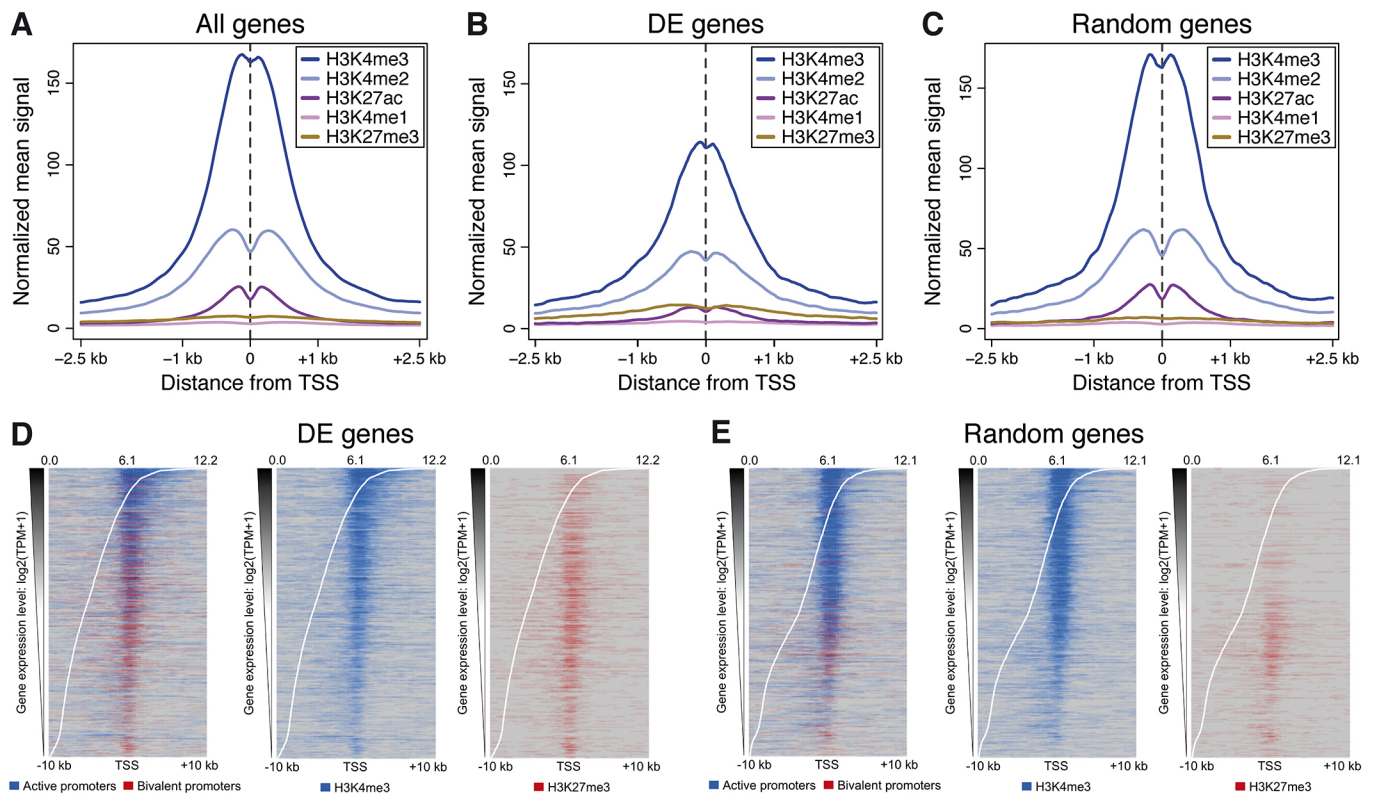 A
All genes
Normalized mean signal
150
100
50
0
H3K4me3
H3K4me2
H3K27ac
H3K4me1
H3K27me3
−2.5 kb −1 kb 0 +1 kb +2.5 kb
Distance from TSS
B
DE genes
Normalized mean signal
150
100
50
0
H3K4me3
H3K4me2
H3K27ac
H3K4me1
H3K27me3
−2.5 kb −1 kb 0 +1 kb +2.5 kb
Distance from TSS
C
Random genes
Normalized mean signal
150
100
50
0
H3K4me3
H3K4me2
H3K27ac
H3K4me1
H3K27me3
−2.5 kb −1 kb 0 +1 kb +2.5 kb
Distance from TSS
D
DE genes
0.0 6.1 12.2
Gene expression level: log2(TPM+1)
-10 kb TSS +10 kb
Active promoters Bivalent promoters
0.0 6.1 12.2
Gene expression level: log2(TPM+1)
-10 kb TSS +10 kb
H3K4me3
0.0 6.1 12.2
Gene expression level: log2(TPM+1)
-10 kb TSS +10 kb
H3K27me3
E
Random genes
0.0 6.1 12.1
Gene expression level: log2(TPM+1)
-10 kb TSS +10 kb
Active promoters Bivalent promoters
0.0 6.1 12.1
Gene expression level: log2(TPM+1)
-10 kb TSS +10 kb
H3K4me3
0.0 6.1 12.1
Gene expression level: log2(TPM+1)
-10 kb TSS +10 kb
H3K27me3